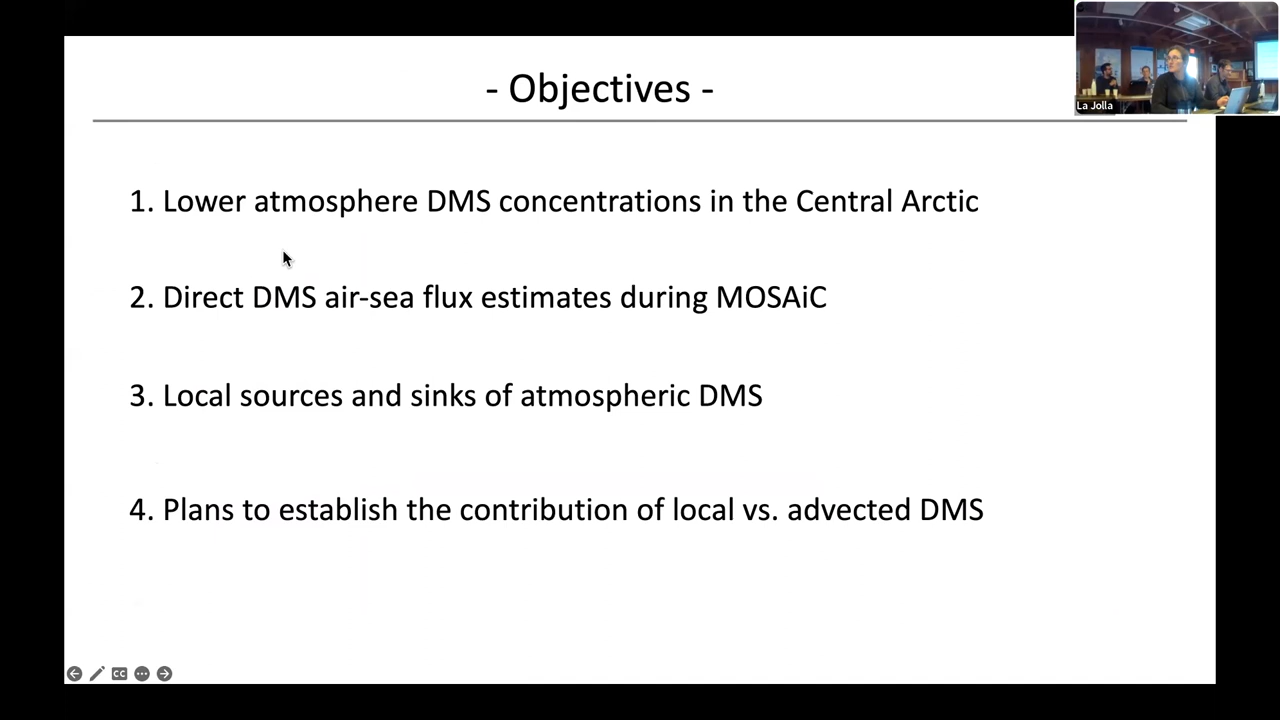 - Objectives -
La Jolla
1. Lower atmosphere DMS concentrations in the Central Arctic
2. Direct DMS air-sea flux estimates during MOSAiC
3. Local sources and sinks of atmospheric DMS
4. Plans to establish the contribution of local vs. advected DMS
CC